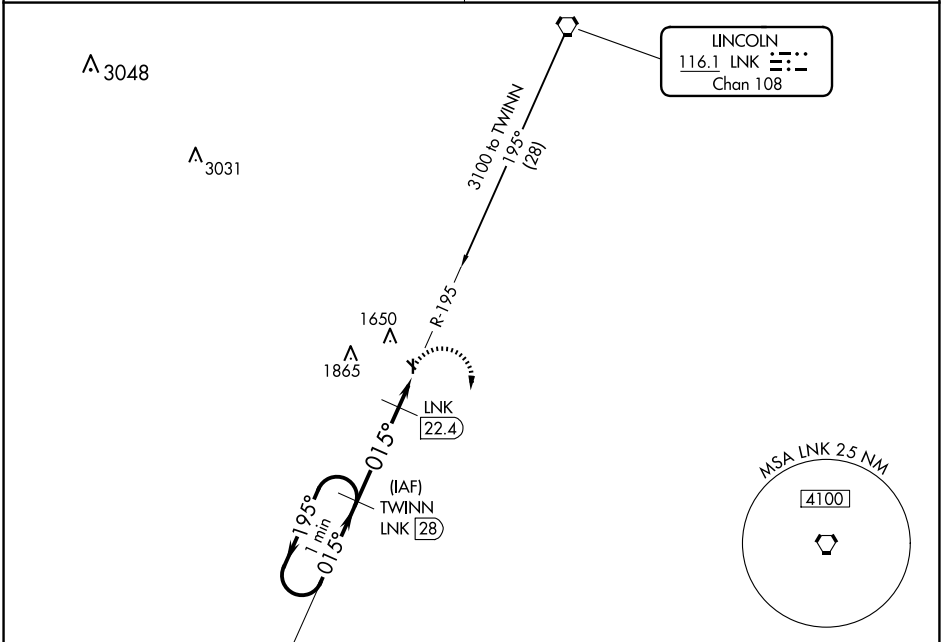 3048
3031
LINCOLN
116.1 LNK
Chan 108
3100 to TWINN
195°
(28)
R-195
1650
1865
LNK
22.4
015°
(IAF)
TWINN
LNK 28
195°
1 min
015°
MSA LNK 25 NM
4100